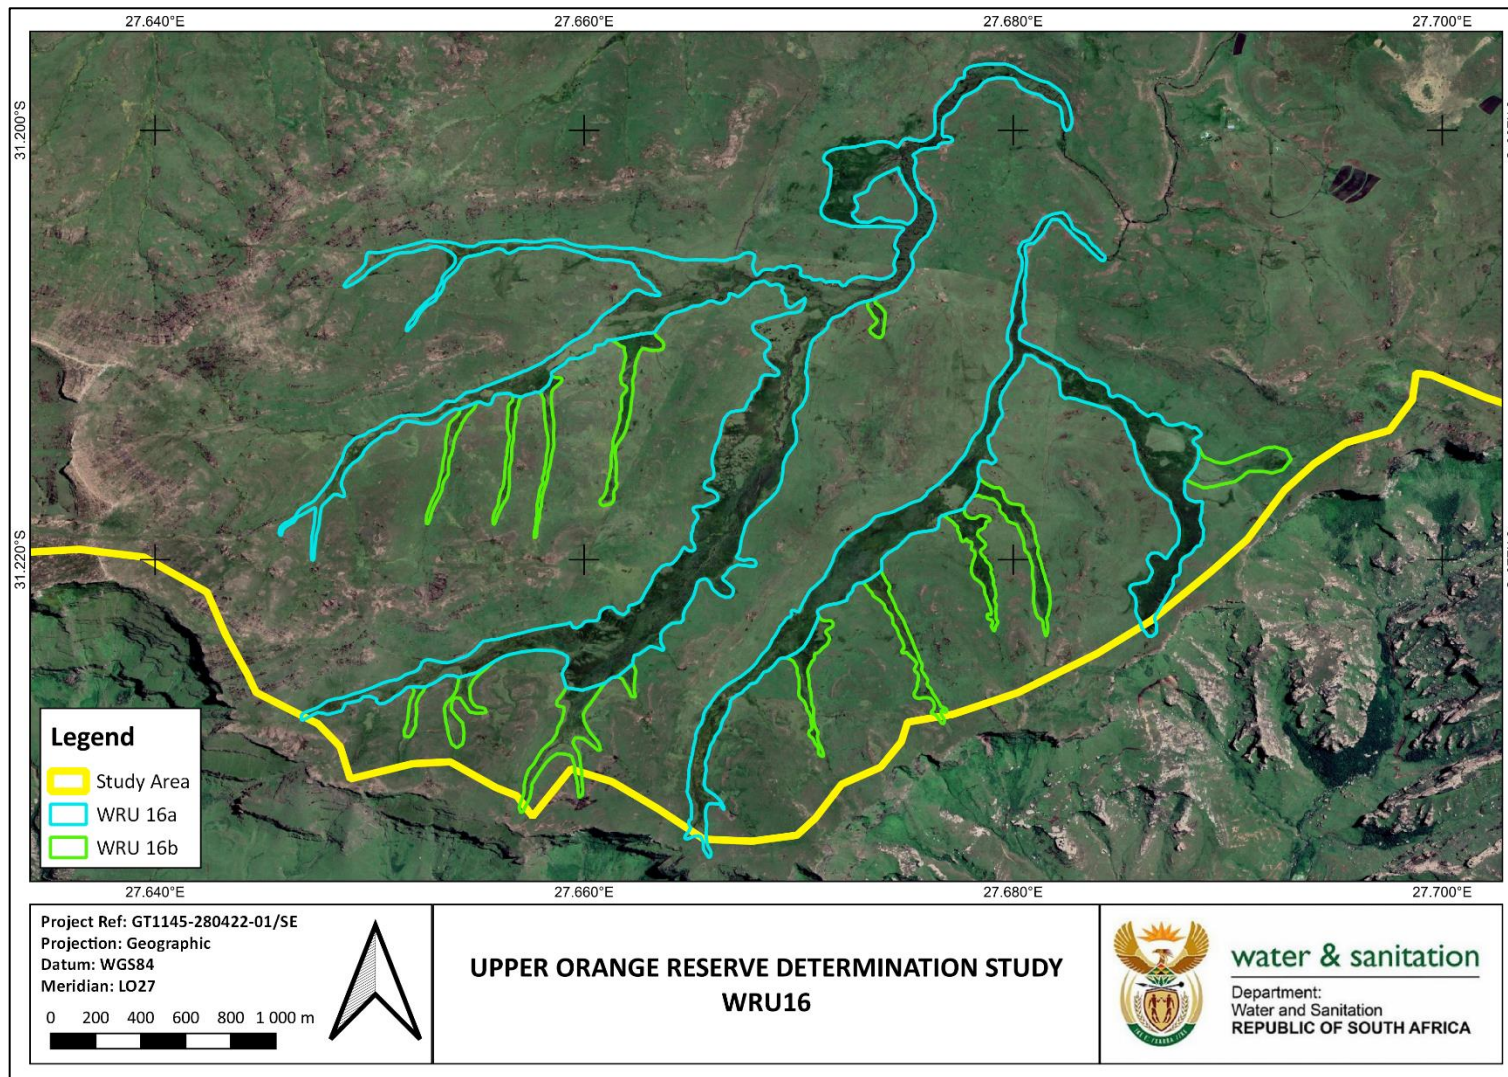 27.640°E 27.660°E 27.680°E 27.700°E
31.200°S
31.220°S
Legend
Study Area
WRU 16a
WRU 16b
27.640°E 27.660°E 27.680°E 27.700°E
Project Ref: GT1145-280422-01/SE
Projection: Geographic
Datum: WGS84
Meridian: LO27
0 200 400 600 800 1 000 m
UPPER ORANGE RESERVE DETERMINATION STUDY
WRU16
water & sanitation
Department:
Water and Sanitation
REPUBLIC OF SOUTH AFRICA